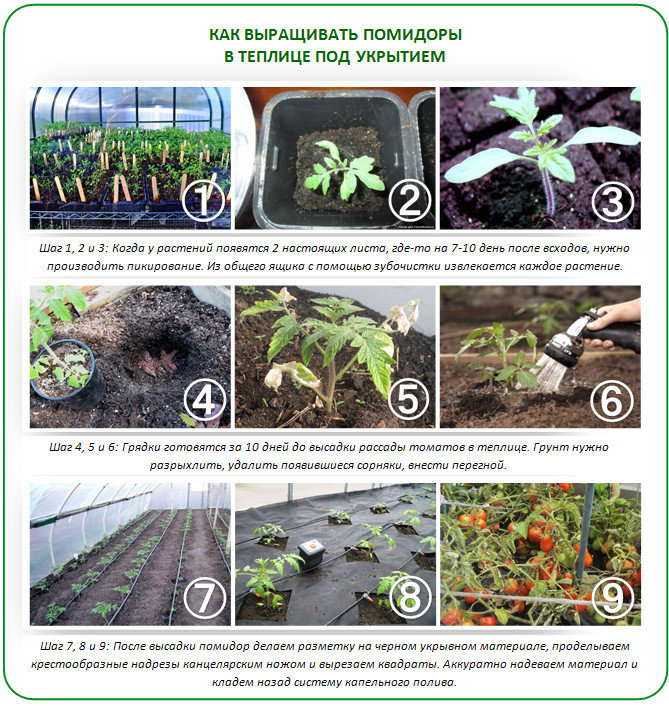 КАК ВЫРАЩИВАТЬ ПОМИДОРЫ
В ТЕПЛИЦЕ ПОД УКРЫТИЕМ
1
2
3
Шаг 1, 2 и 3: Когда у растений появятся 2 настоящих листа, где-то на 7-10 день после всходов, нужно
производить пикирование. Из общего ящика с помощью зубочистки извлекается каждое растение.
4
5
6
Шаг 4, 5 и 6: Грядки готовятся за 10 дней до высадки рассады томатов в теплице. Грунт нужно
разрыхлить, удалить появившиеся сорняки, внести перегной.
7
8
9
Шаг 7, 8 и 9: После высадки помидор делаем разметку на черном укрывном материале, проделываем
крестообразные надрезы канцелярским ножом и вырезаем квадраты. Аккуратно надеваем материал и
кладем назад систему капельного полива.